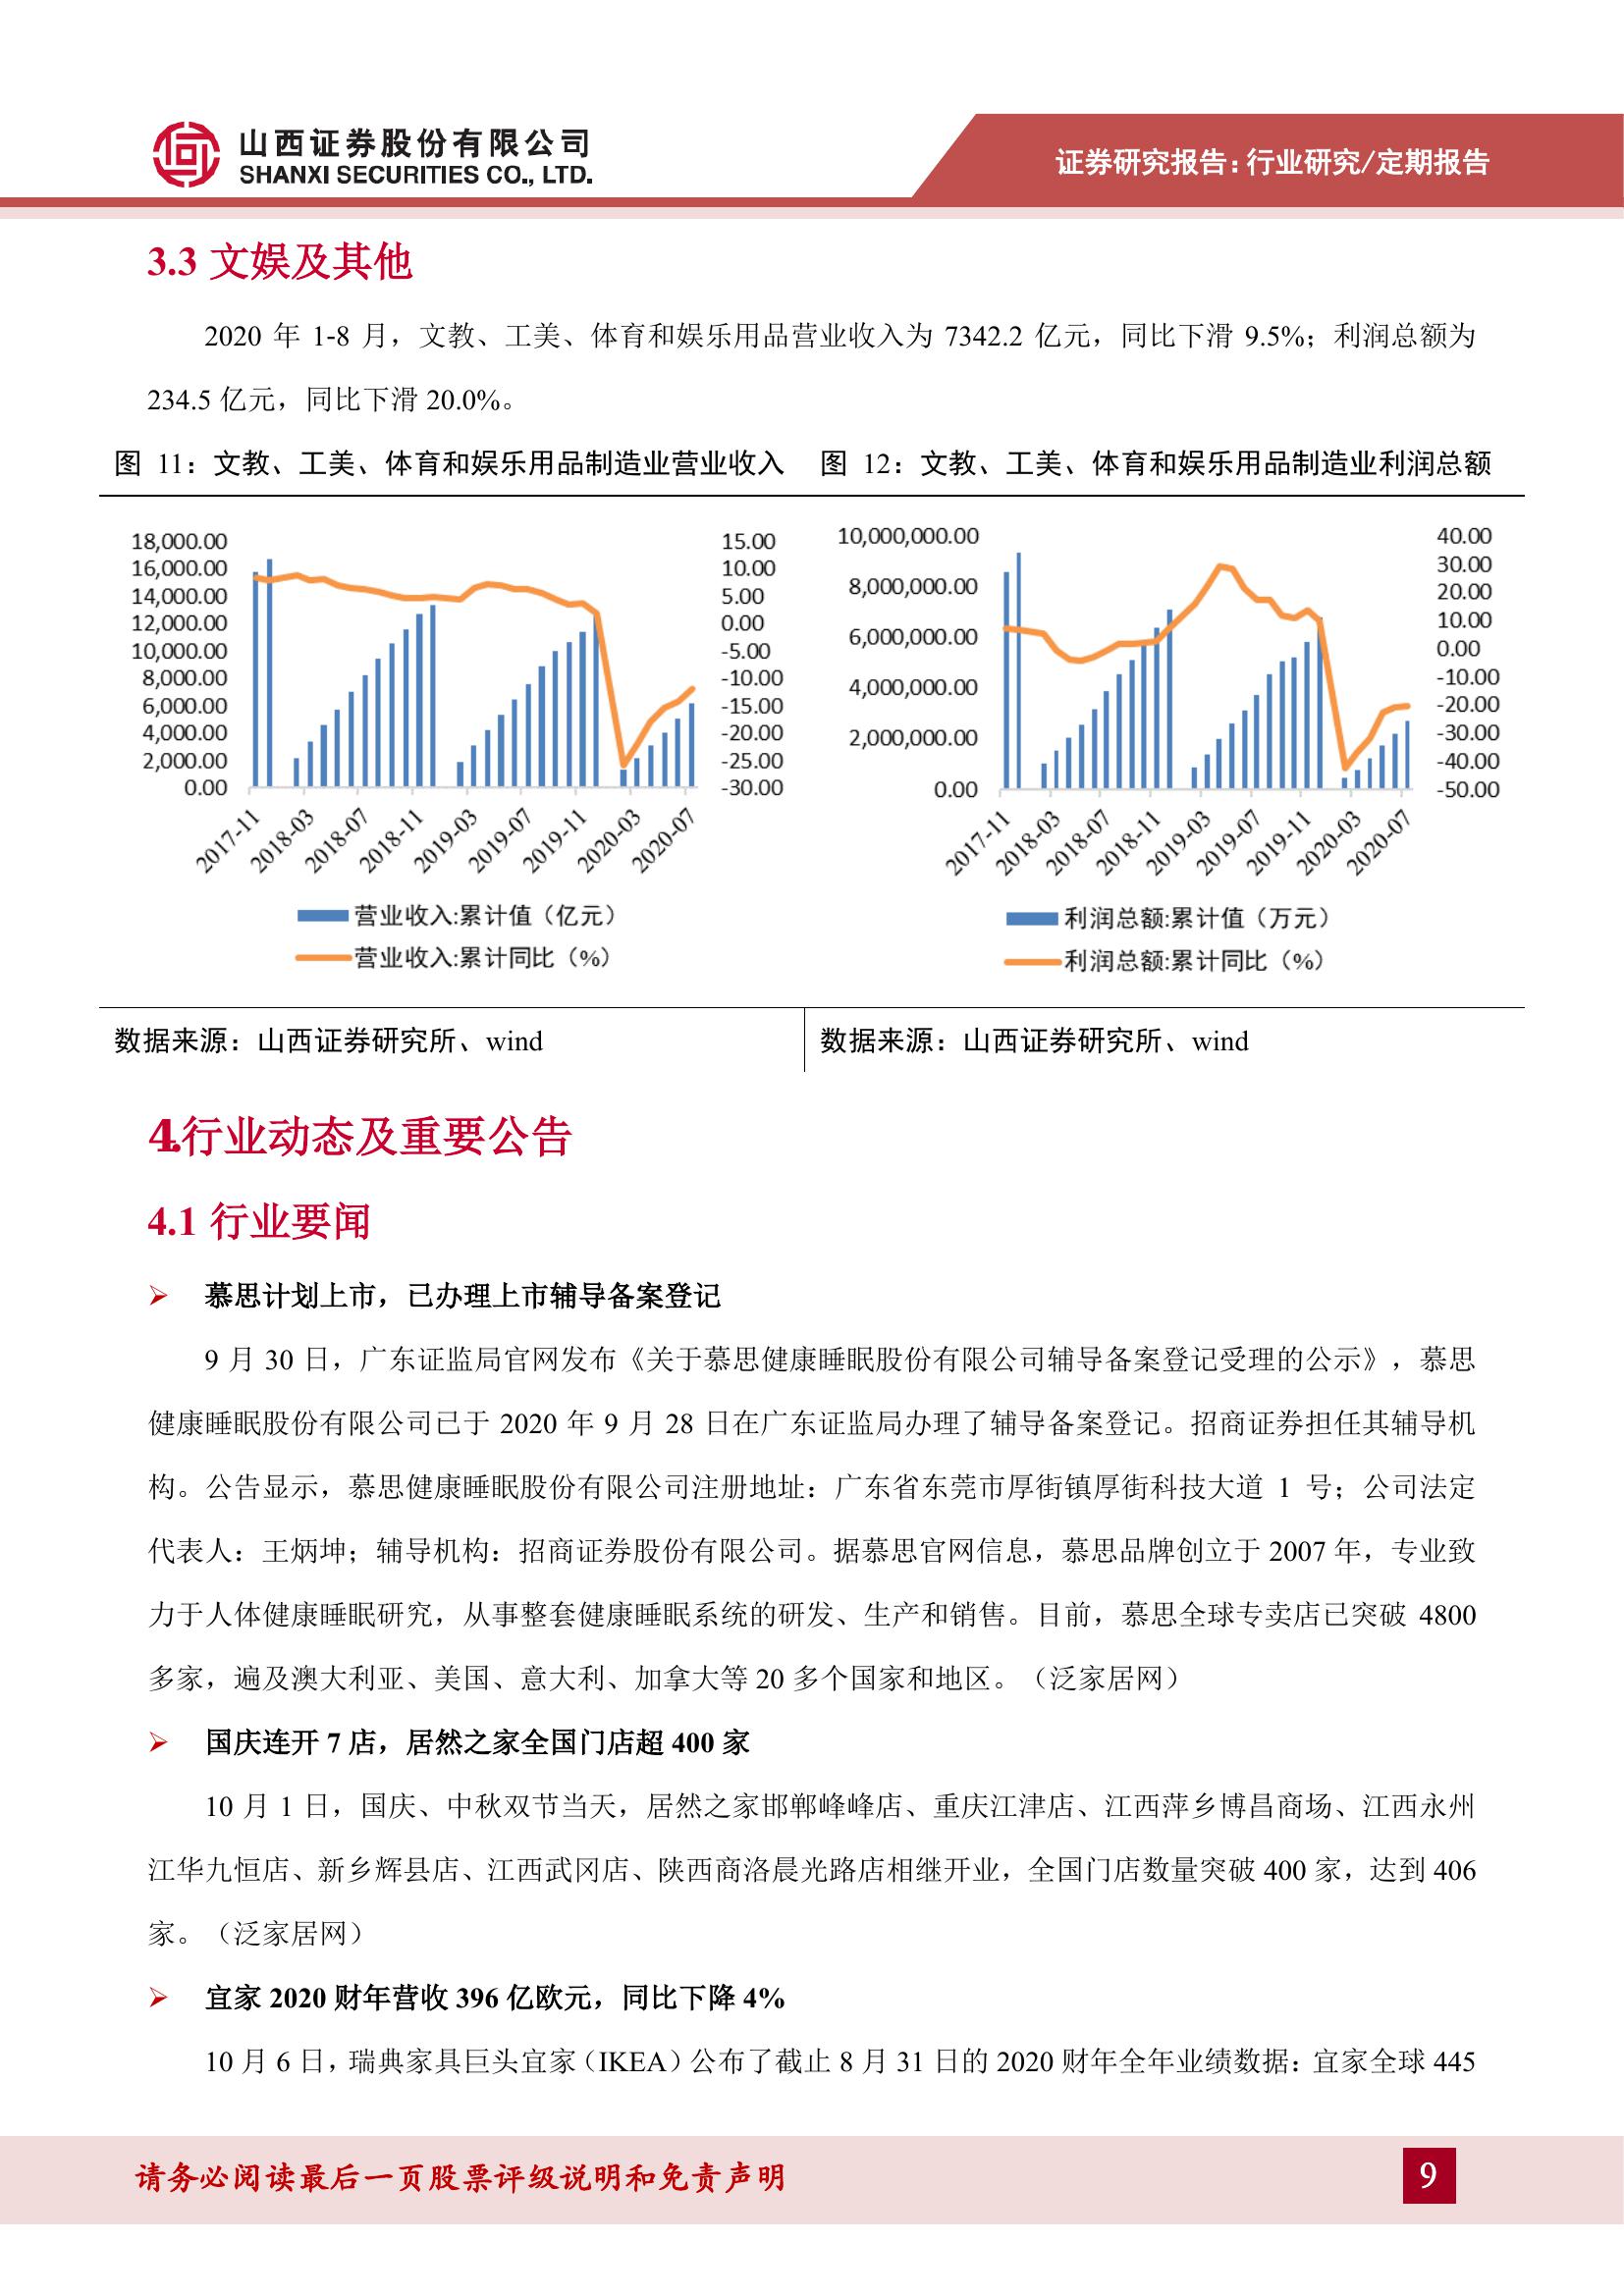 山西证券股份有限公司
SHANXI SECURITIES CO., LTD.
证券研究报告：行业研究/定期报告
3.3 文娱及其他
2020 年 1-8 月，文教、工美、体育和娱乐用品营业收入为 7342.2 亿元，同比下滑 9.5%；利润总额为
234.5 亿元，同比下滑 20.0%。
图 11：文教、工美、体育和娱乐用品制造业营业收入
图 12：文教、工美、体育和娱乐用品制造业利润总额
18,000.00
16,000.00
14,000.00
12,000.00
10,000.00
8,000.00
6,000.00
4,000.00
2,000.00
0.00
15.00
10.00
5.00
0.00
-5.00
-10.00
-15.00
-20.00
-25.00
-30.00
2017-11
2018-03
2018-07
2018-11
2019-03
2019-07
2019-11
2020-03
2020-07
营业收入:累计值（亿元）
营业收入:累计同比（%）
10,000,000.00
8,000,000.00
6,000,000.00
4,000,000.00
2,000,000.00
0.00
40.00
30.00
20.00
10.00
0.00
-10.00
-20.00
-30.00
-40.00
-50.00
2017-11
2018-03
2018-07
2018-11
2019-03
2019-07
2019-11
2020-03
2020-07
利润总额:累计值（万元）
利润总额:累计同比（%）
数据来源：山西证券研究所、wind
数据来源：山西证券研究所、wind
4.行业动态及重要公告
4.1 行业要闻
➢ 慕思计划上市，已办理上市辅导备案登记
9 月 30 日，广东证监局官网发布《关于慕思健康睡眠股份有限公司辅导备案登记受理的公示》，慕思
健康睡眠股份有限公司已于 2020 年 9 月 28 日在广东证监局办理了辅导备案登记。招商证券担任其辅导机
构。公告显示，慕思健康睡眠股份有限公司注册地址：广东省东莞市厚街镇厚街科技大道 1 号；公司法定
代表人：王炳坤；辅导机构：招商证券股份有限公司。据慕思官网信息，慕思品牌创立于 2007 年，专业致
力于人体健康睡眠研究，从事整套健康睡眠系统的研发、生产和销售。目前，慕思全球专卖店已突破 4800
多家，遍及澳大利亚、美国、意大利、加拿大等 20 多个国家和地区。（泛家居网）
➢ 国庆连开 7 店，居然之家全国门店超 400 家
10 月 1 日，国庆、中秋双节当天，居然之家邯郸峰峰店、重庆江津店、江西萍乡博昌商场、江西永州
江华九恒店、新乡辉县店、江西武冈店、陕西商洛晨光路店相继开业，全国门店数量突破 400 家，达到 406
家。（泛家居网）
➢ 宜家 2020 财年营收 396 亿欧元，同比下降 4%
10 月 6 日，瑞典家具巨头宜家（IKEA）公布了截止 8 月 31 日的 2020 财年全年业绩数据：宜家全球 445
请务必阅读最后一页股票评级说明和免责声明
9